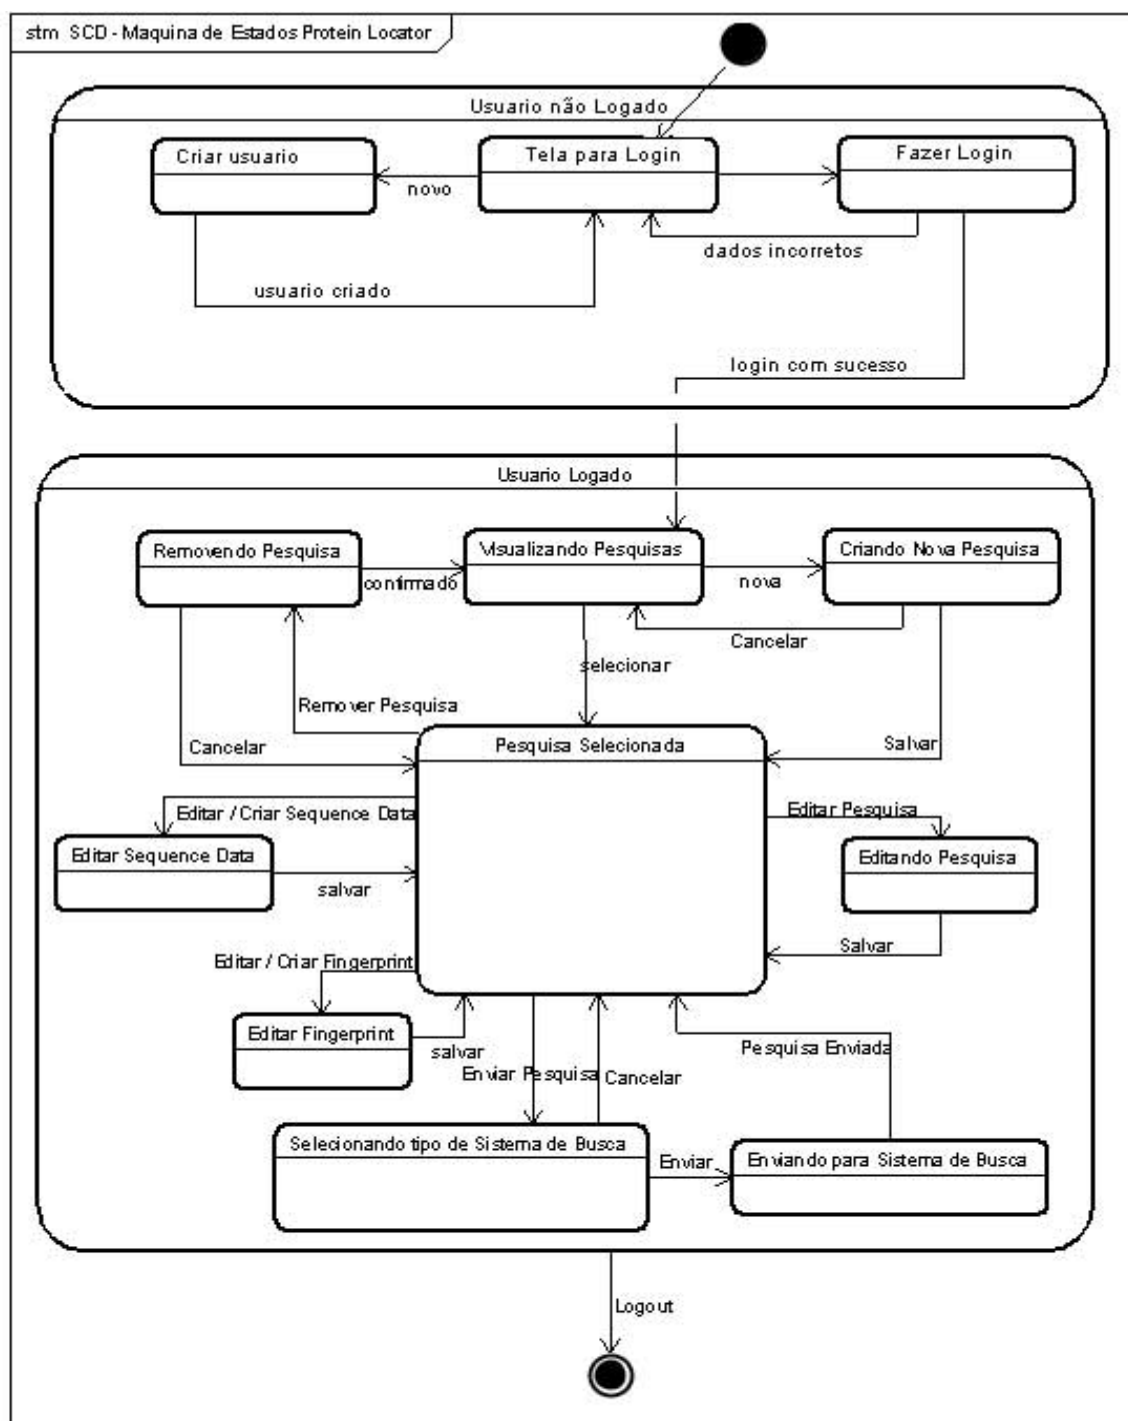 stm SCD - Maquina de Estados Protein Locator
Usuario não Logado
Criar usuario
Tela para Login
Fazer Login
novo
dados incorretos
usuario criado
login com sucesso
Usuario Logado
Removendo Pesquisa
Visualizando Pesquisas
Criando Nova Pesquisa
confirmado
nova
Cancelar
selecionar
Remover Pesquisa
Cancelar
Pesquisa Selecionada
Salvar
Editar / Criar Sequence Data
Editar Pesquisa
Editar Sequence Data
Editando Pesquisa
salvar
Salvar
Editar / Criar Fingerprint
Editar Fingerprint
salvar
Pesquisa Enviada
Enviar Pesquisa
Cancelar
Selecionando tipo de Sistema de Busca
Enviar
Enviando para Sistema de Busca
Logout